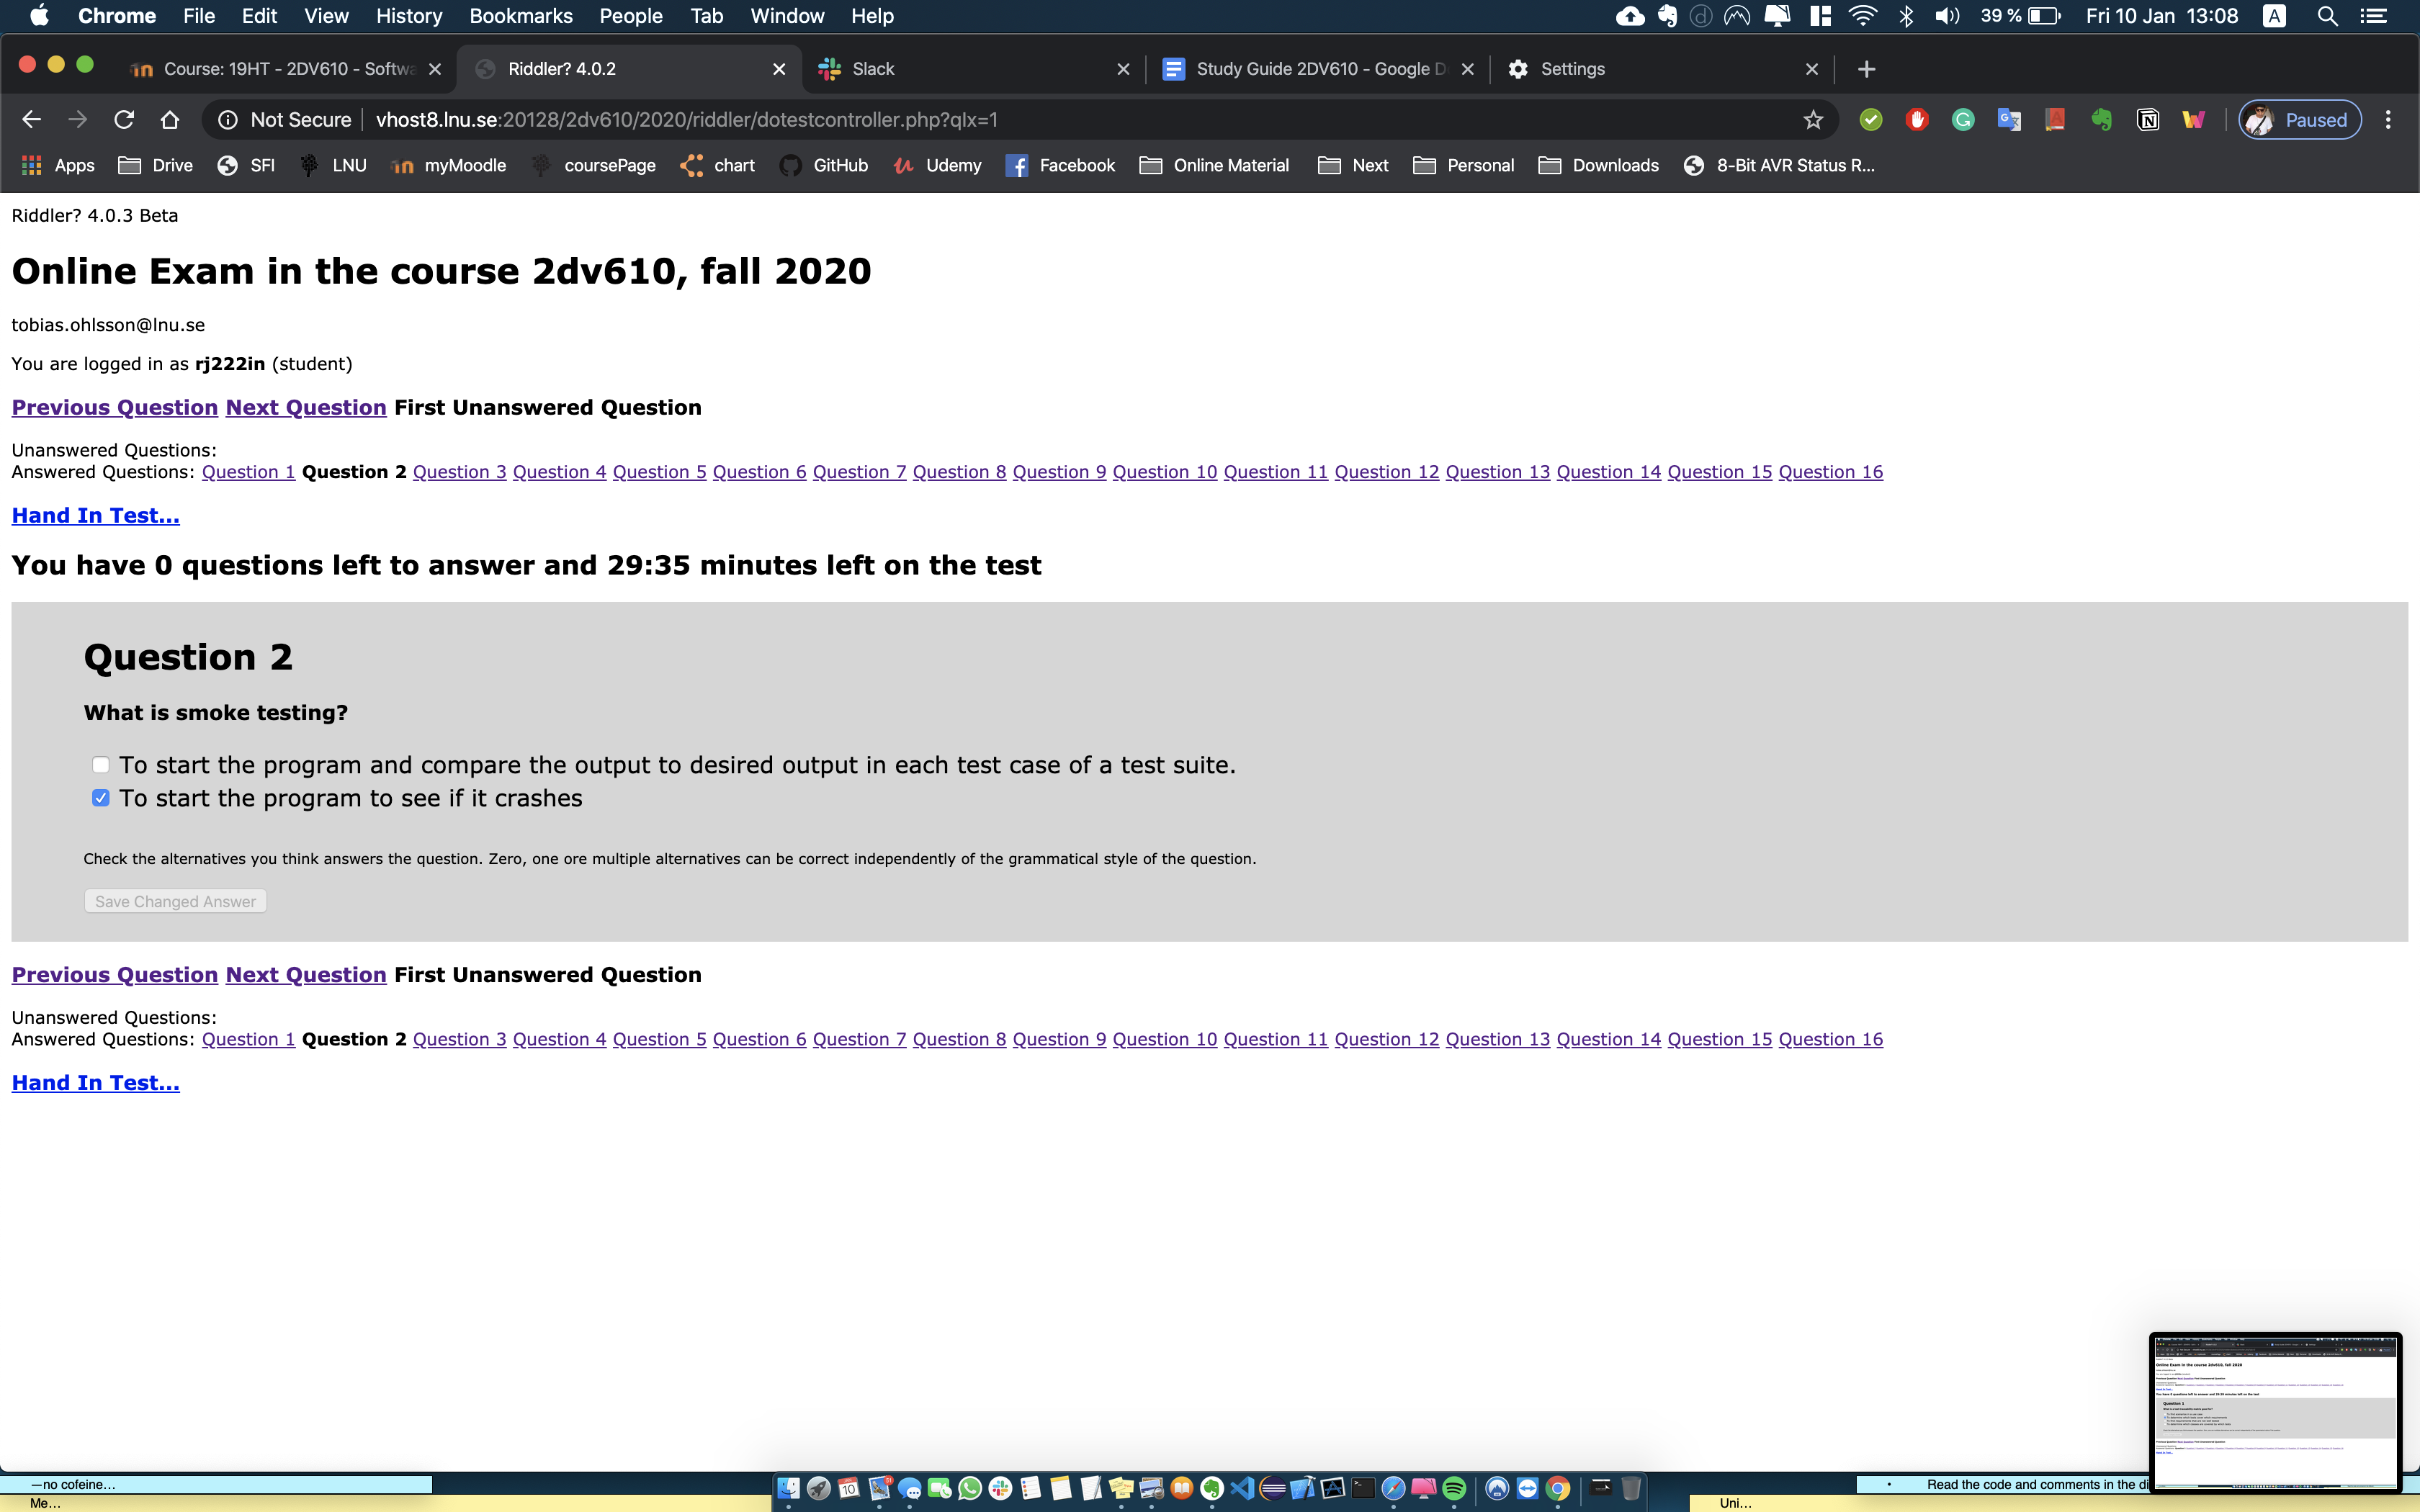 Chrome File Edit View History Bookmarks People Tab Window Help 39 % Fri 10 Jan 13:08 A
Course: 19HT - 2DV610 - Softwa Riddler? 4.0.2 Slack Study Guide 2DV610 - Google D Settings
Not Secure vhost8.lnu.se:20128/2dv610/2020/riddler/dotestcontroller.php?qIx=1 Paused
Apps Drive SFI LNU myMoodle coursePage chart GitHub Udemy Facebook Online Material Next Personal Downloads 8-Bit AVR Status R...
Riddler? 4.0.3 Beta
Online Exam in the course 2dv610, fall 2020
tobias.ohlsson@lnu.se
You are logged in as rj222in (student)
Previous Question Next Question First Unanswered Question
Unanswered Questions:
Answered Questions: Question 1 Question 2 Question 3 Question 4 Question 5 Question 6 Question 7 Question 8 Question 9 Question 10 Question 11 Question 12 Question 13 Question 14 Question 15 Question 16
Hand In Test...
You have 0 questions left to answer and 29:35 minutes left on the test
Question 2
What is smoke testing?
To start the program and compare the output to desired output in each test case of a test suite.
To start the program to see if it crashes
Check the alternatives you think answers the question. Zero, one ore multiple alternatives can be correct independently of the grammatical style of the question.
Save Changed Answer
Previous Question Next Question First Unanswered Question
Unanswered Questions:
Answered Questions: Question 1 Question 2 Question 3 Question 4 Question 5 Question 6 Question 7 Question 8 Question 9 Question 10 Question 11 Question 12 Question 13 Question 14 Question 15 Question 16
Hand In Test...
—no cofeine...
Me...
• Read the code and comments in the di
Uni...